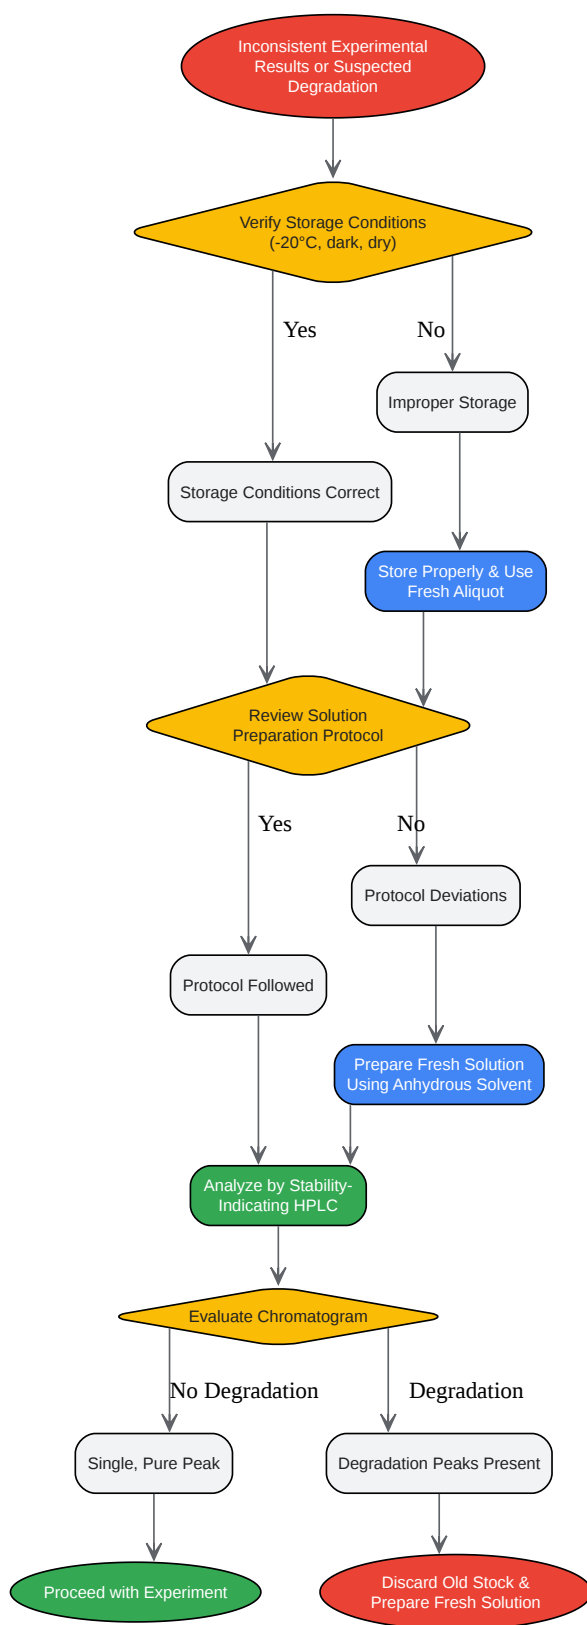 Inconsistent Experimental
Results or Suspected
Degradation
Verify Storage Conditions
(-20°C, dark, dry)
Yes
No
Improper Storage
Storage Conditions Correct
Store Properly & Use
Fresh Aliquot
Review Solution
Preparation Protocol
Yes
No
Protocol Deviations
Protocol Followed
Prepare Fresh Solution
Using Anhydrous Solvent
Analyze by Stability-
Indicating HPLC
Evaluate Chromatogram
No Degradation
Degradation
Single, Pure Peak
Degradation Peaks Present
Proceed with Experiment
Discard Old Stock &
Prepare Fresh Solution